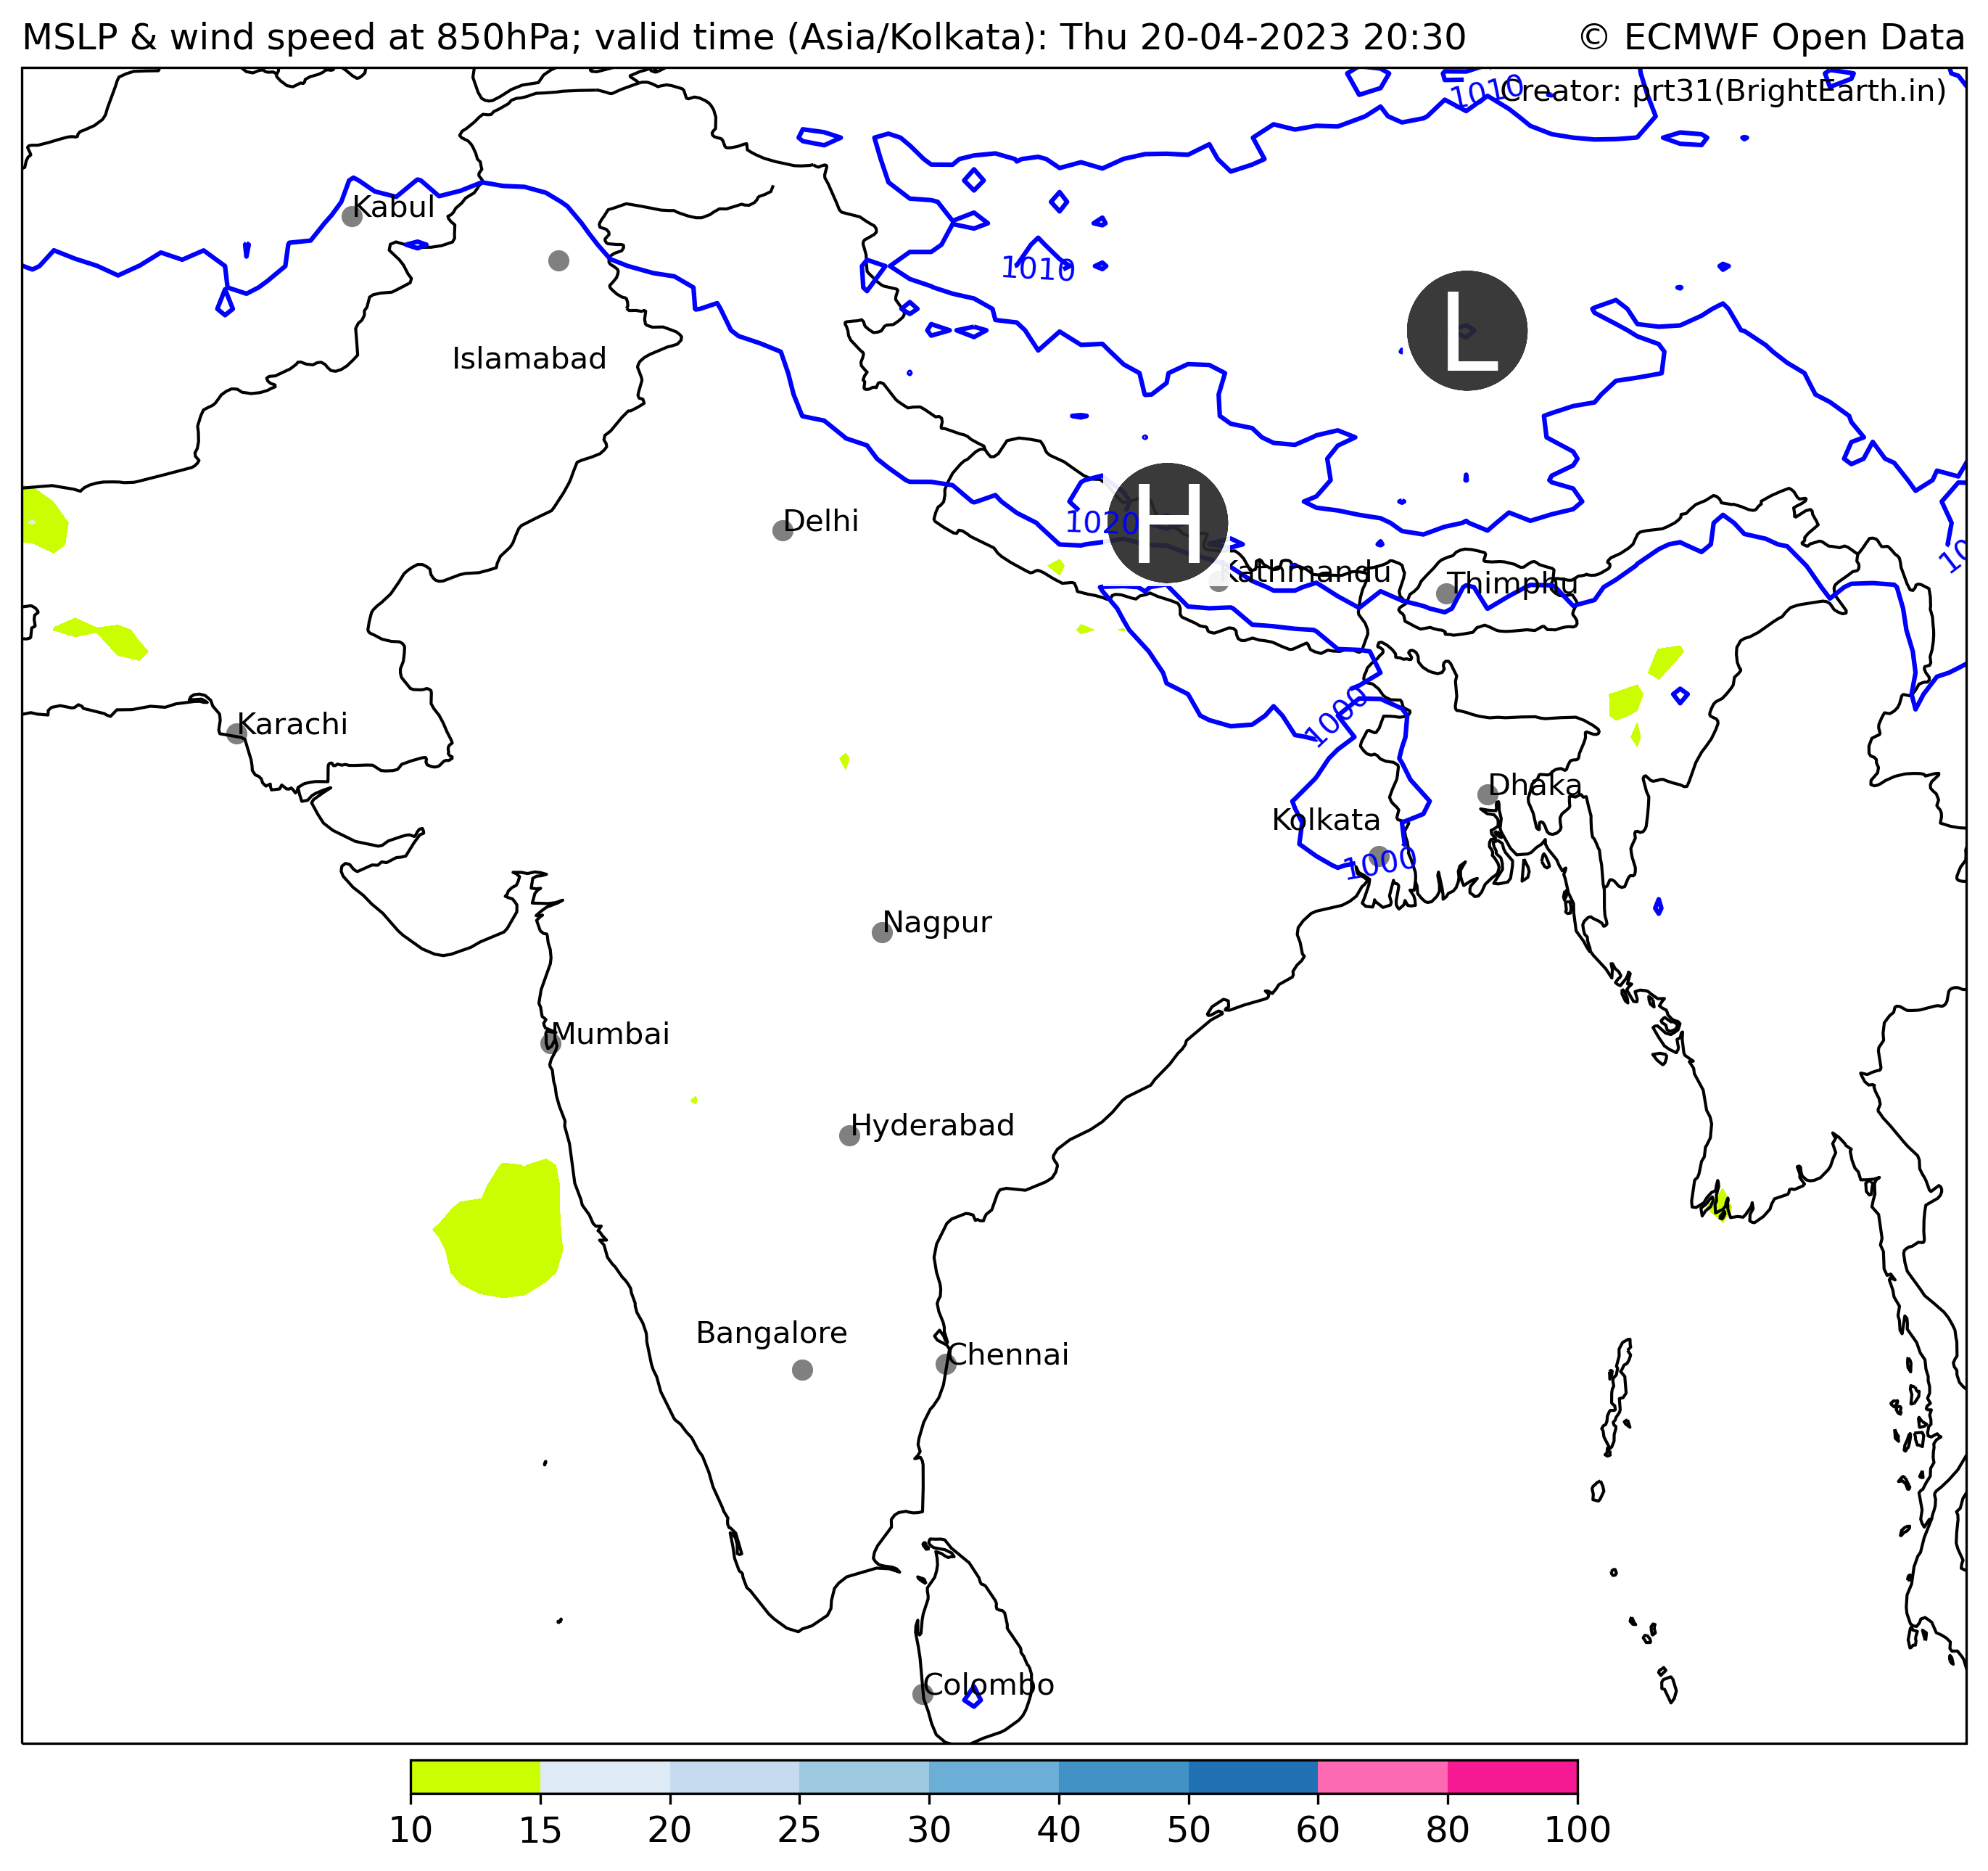 MSLP & wind speed at 850hPa; valid time (Asia/Kolkata): Thu 20-04-2023 20:30
© ECMWF Open Data
1010
Creator: prt31(BrightEarth.in)
Kabul
1010
L
Islamabad
Delhi
1020
H
Kathmandu
Thimphu
Karachi
1000
Dhaka
Kolkata
1000
Nagpur
Mumbai
Hyderabad
Bangalore
Chennai
Colombo
10 15 20 25 30 40 50 60 80 100